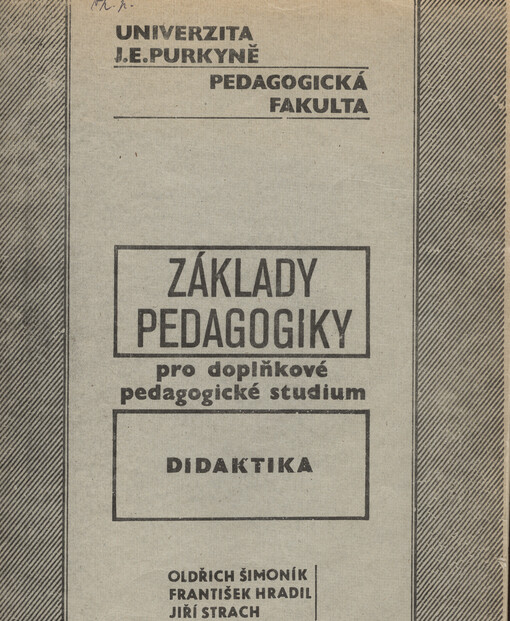 UNIVERZITA
J.E.PURKYNĚ
PEDAGOGICKÁ
FAKULTA
ZÁKLADY
PEDAGOGIKY
pro doplňkové
pedagogické studium
DIDAKTIKA
OLDŘICH ŠIMONÍK
FRANTIŠEK HRADIL
JIŘÍ STRACH